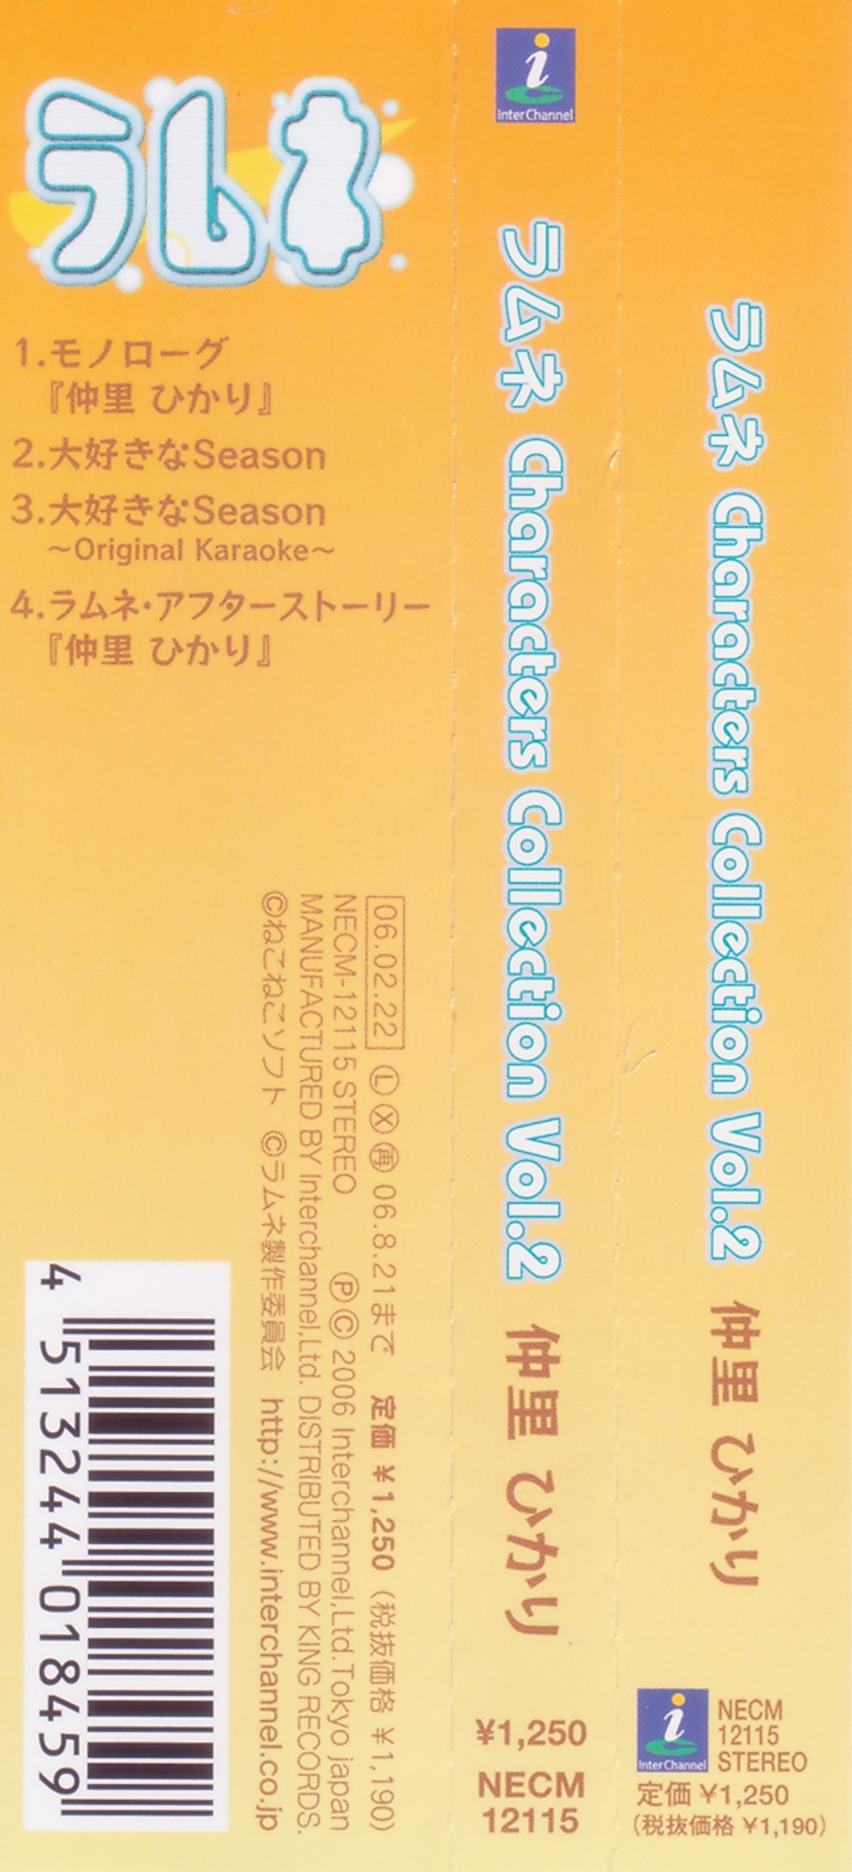 ラムネ
1.モノローグ
『仲里 ひかり』
2.大好きなSeason
3.大好きなSeason
~Original Karaoke~
4.ラムネ・アフターストーリー
『仲里 ひかり』
06.02.22 Ⓛ Ⓧ ㊢ 06.8.21まで 定価 ¥1,250 (税抜価格 ¥1,190)
NECM-12115 STEREO Ⓟ Ⓒ 2006 Interchannel,Ltd.Tokyo japan
MANUFACTURED BY Interchannel,Ltd. DISTRIBUTED BY KING RECORDS.
©ねこねこソフト ©ラムネ製作委員会 http://www.interchannel.co.jp
4 513244 018459
i
InterChannel
ラムネ Characters Collection Vol.2 仲里 ひかり
¥1,250
NECM
12115
ラムネ Characters Collection Vol.2 仲里 ひかり
i
InterChannel
NECM
12115
STEREO
定価 ¥1,250
(税抜価格 ¥1,190)